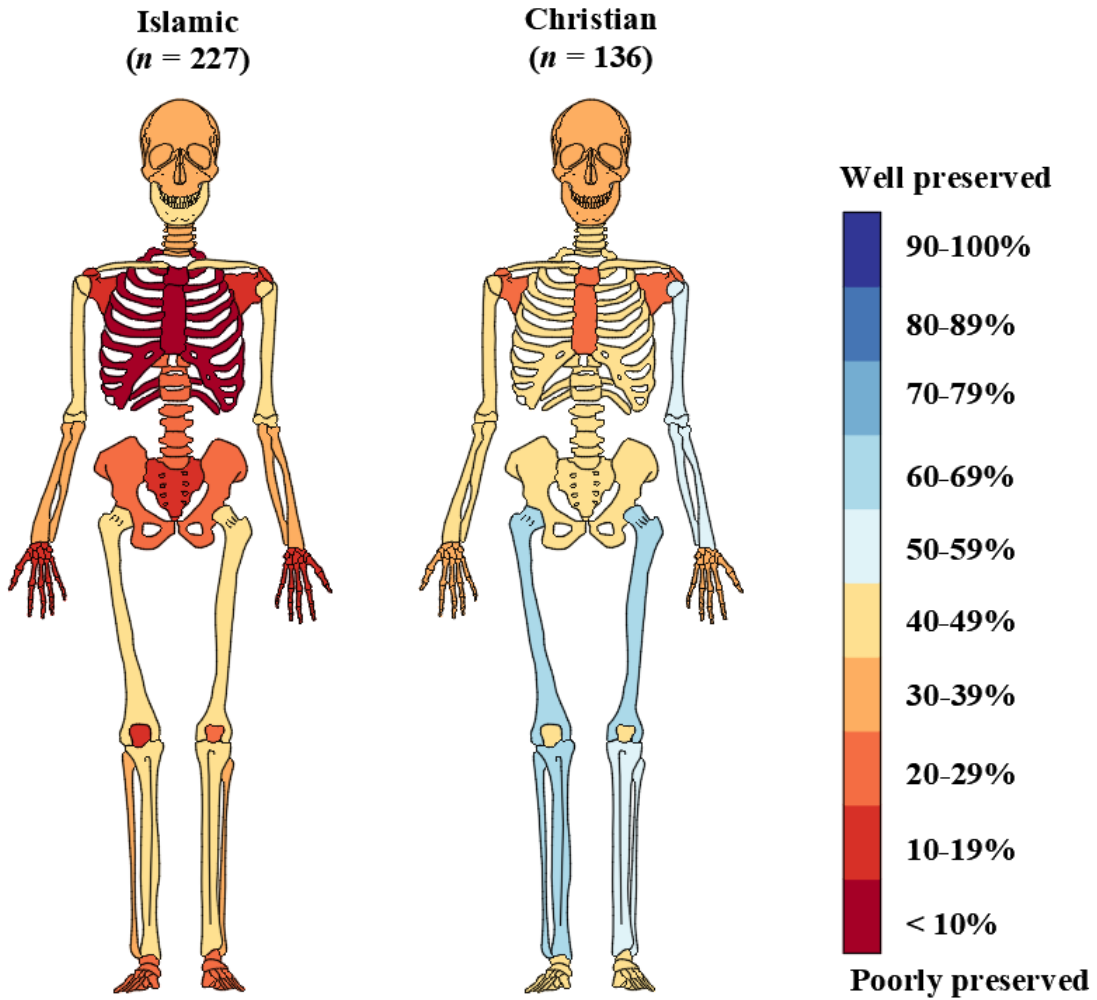 Islamic
(n = 227)
Christian
(n = 136)
Well preserved
90-100%
80-89%
70-79%
60-69%
50-59%
40-49%
30-39%
20-29%
10-19%
< 10%
Poorly preserved